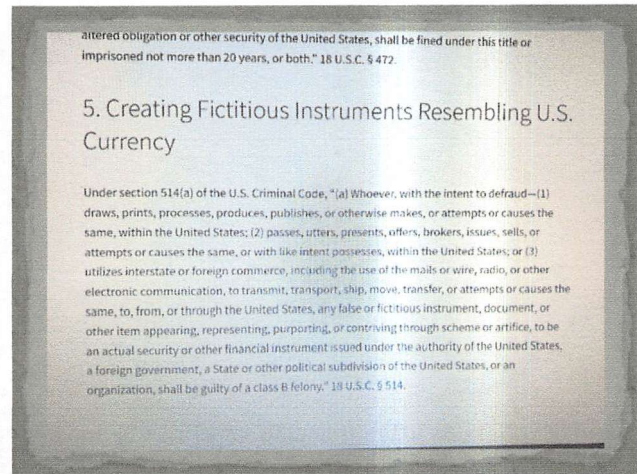 altered obligation or other security of the United States, shall be fined under this title or
imprisoned not more than 20 years, or both." 18 U.S.C. § 472.
5. Creating Fictitious Instruments Resembling U.S.
Currency
Under section 514(a) of the U.S. Criminal Code, "(a) Whoever, with the intent to defraud—(1)
draws, prints, processes, produces, publishes, or otherwise makes, or attempts or causes the
same, within the United States; (2) passes, utters, presents, offers, brokers, issues, sells, or
attempts or causes the same, or with like intent possesses, within the United States; or (3)
utilizes interstate or foreign commerce, including the use of the mails or wire, radio, or other
electronic communication, to transmit, transport, ship, move, transfer, or attempts or causes the
same, to, from, or through the United States, any false or fictitious instrument, document, or
other item appearing, representing, purporting, or contriving through scheme or artifice, to be
an actual security or other financial instrument issued under the authority of the United States,
a foreign government, a State or other political subdivision of the United States, or an
organization, shall be guilty of a class B felony." 18 U.S.C. § 514.